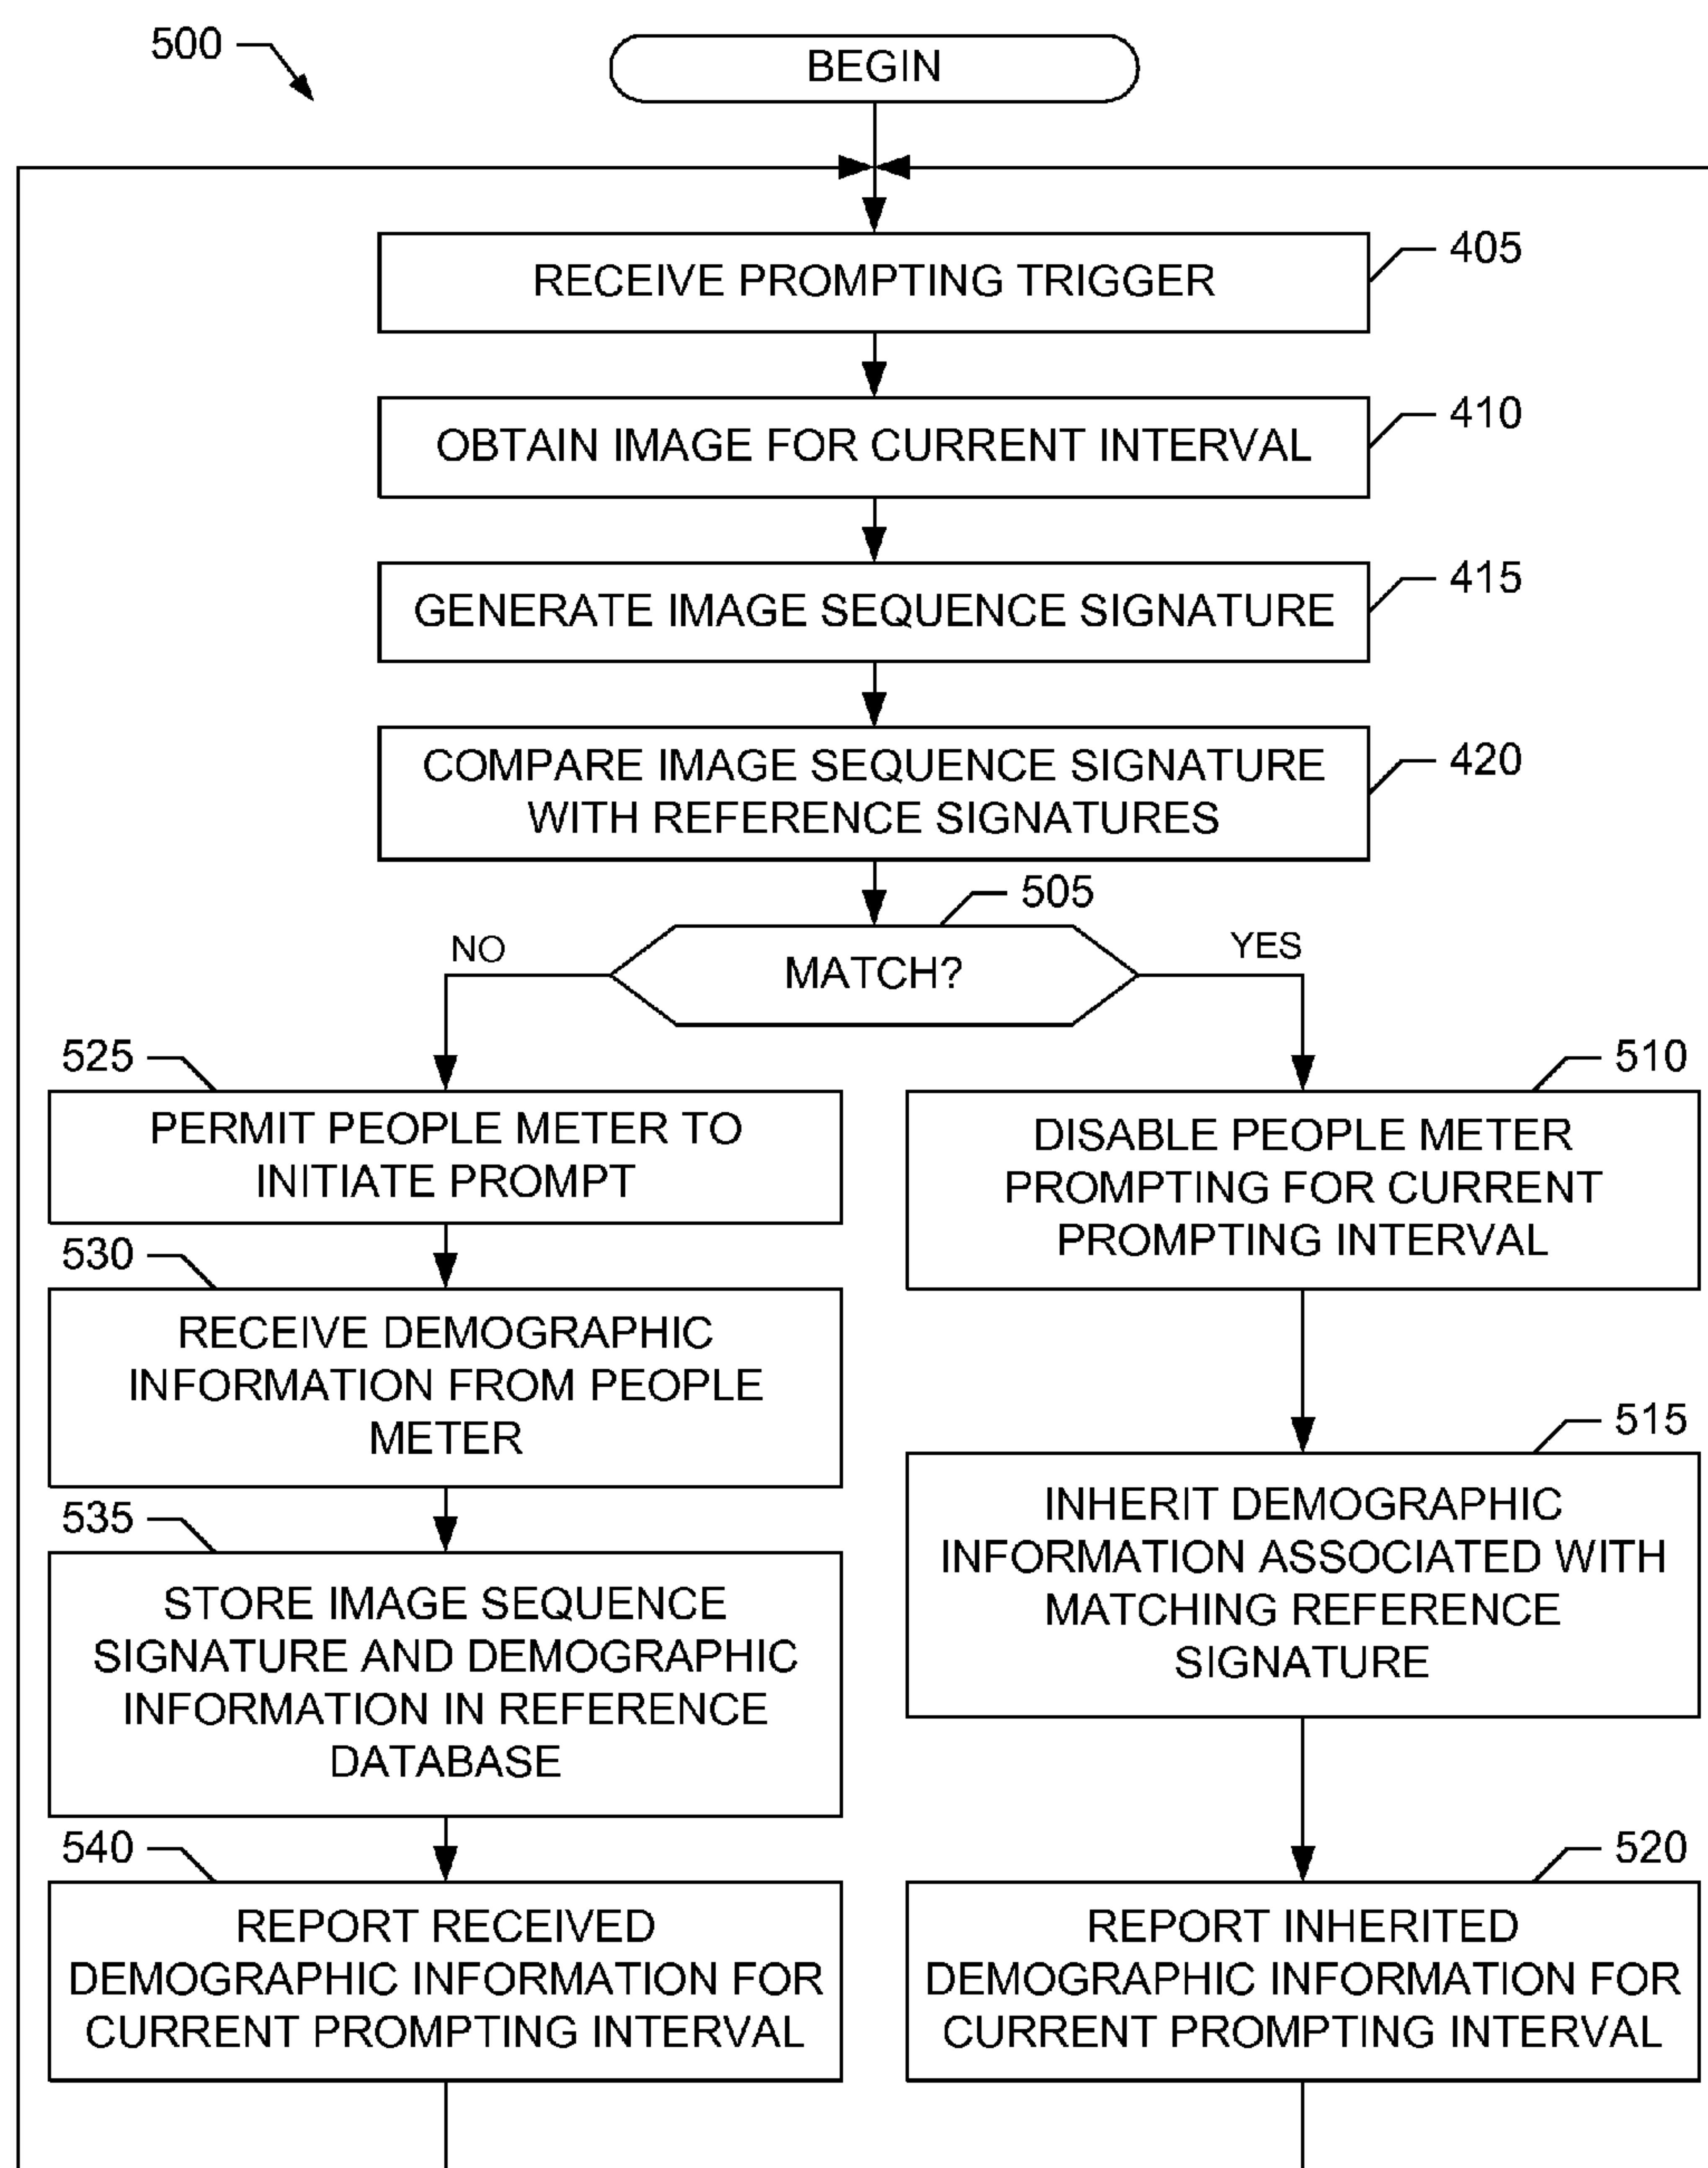 500
BEGIN
RECEIVE PROMPTING TRIGGER
405
OBTAIN IMAGE FOR CURRENT INTERVAL
410
GENERATE IMAGE SEQUENCE SIGNATURE
415
COMPARE IMAGE SEQUENCE SIGNATURE
WITH REFERENCE SIGNATURES
420
505
MATCH?
NO
YES
525
PERMIT PEOPLE METER TO
INITIATE PROMPT
530
RECEIVE DEMOGRAPHIC
INFORMATION FROM PEOPLE
METER
535
STORE IMAGE SEQUENCE
SIGNATURE AND DEMOGRAPHIC
INFORMATION IN REFERENCE
DATABASE
540
REPORT RECEIVED
DEMOGRAPHIC INFORMATION FOR
CURRENT PROMPTING INTERVAL
510
DISABLE PEOPLE METER
PROMPTING FOR CURRENT
PROMPTING INTERVAL
515
INHERIT DEMOGRAPHIC
INFORMATION ASSOCIATED WITH
MATCHING REFERENCE
SIGNATURE
520
REPORT INHERITED
DEMOGRAPHIC INFORMATION FOR
CURRENT PROMPTING INTERVAL